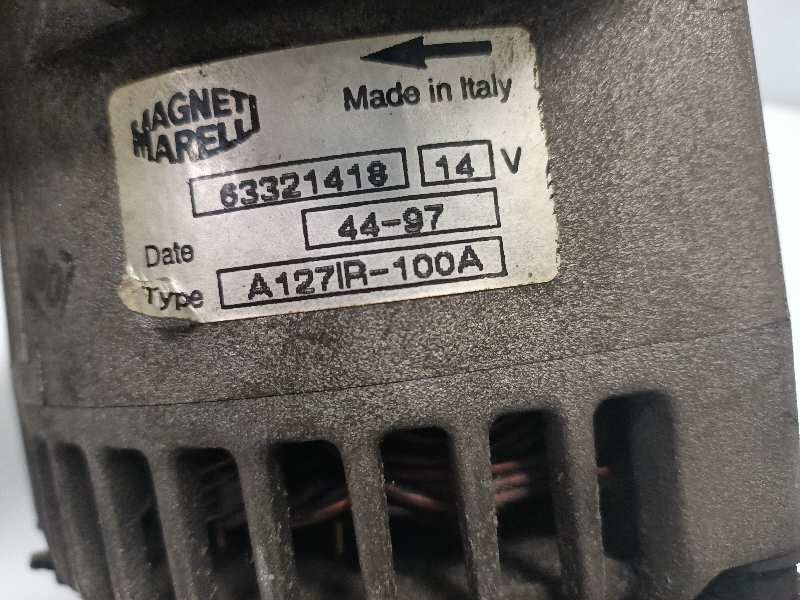 Made in Italy
MAGNETI
MARELLI
63321418 14 V
Date 44-97
Type A127IR-100A